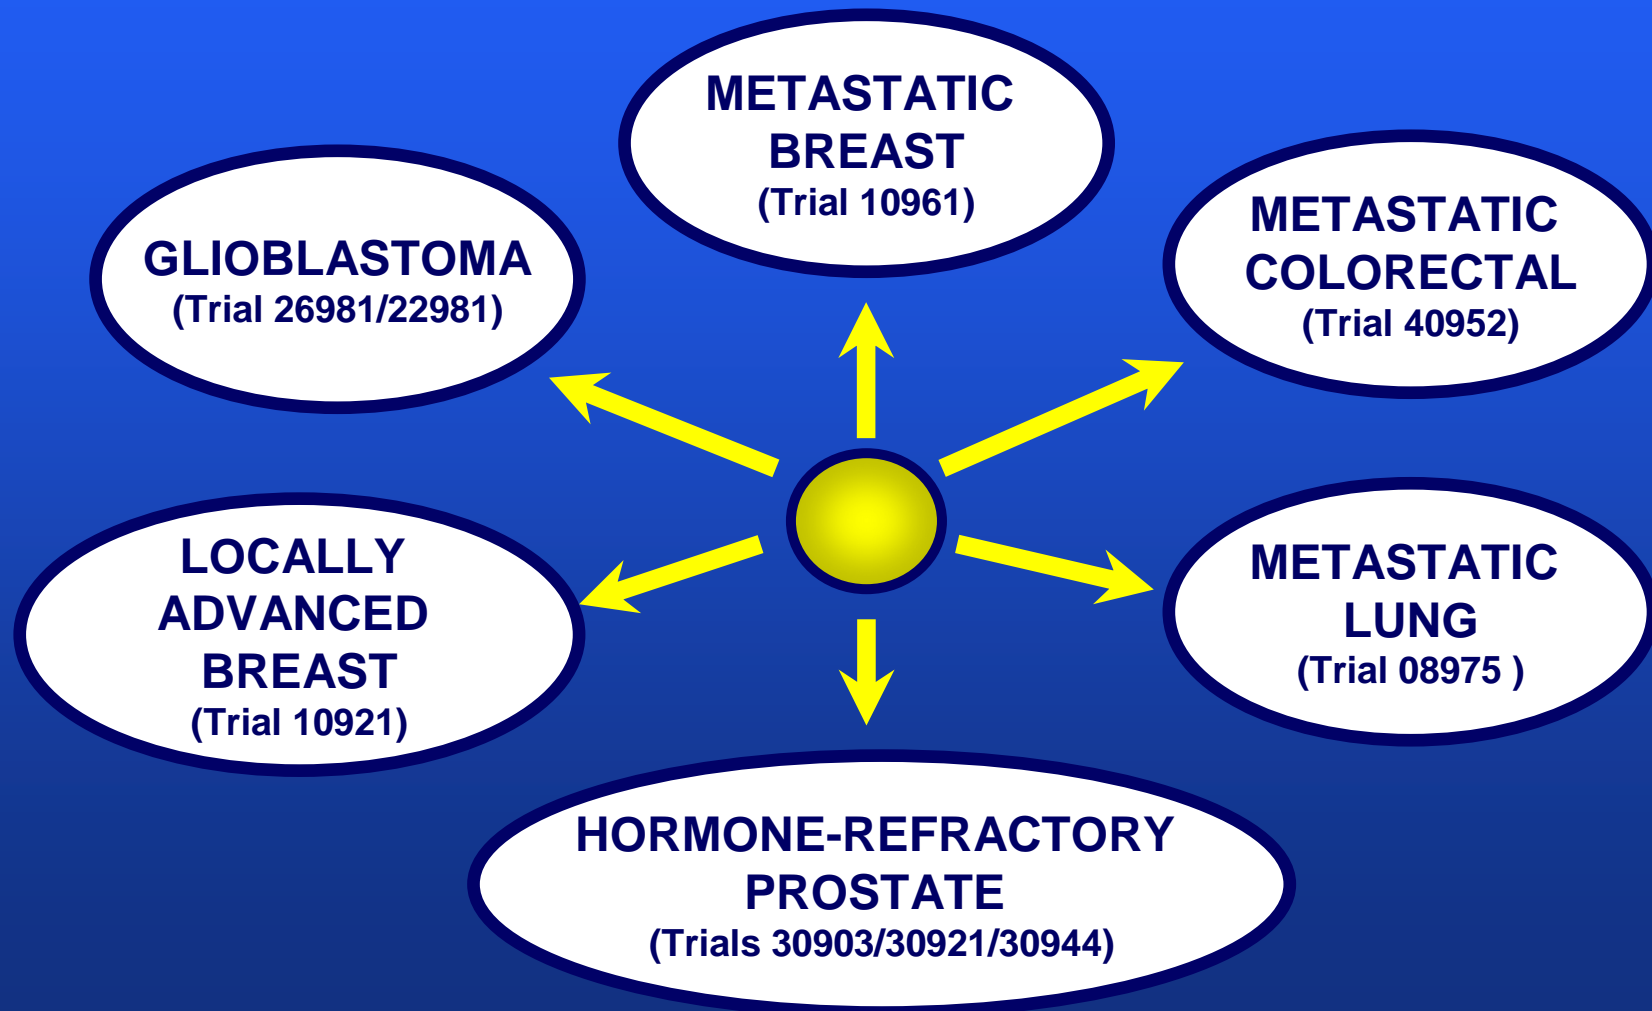 METASTATIC
BREAST
(Trial 10961)
GLIOBLASTOMA
(Trial 26981/22981)
METASTATIC
COLORECTAL
(Trial 40952)
LOCALLY
ADVANCED
BREAST
(Trial 10921)
METASTATIC
LUNG
(Trial 08975 )
HORMONE-REFRACTORY
PROSTATE
(Trials 30903/30921/30944)